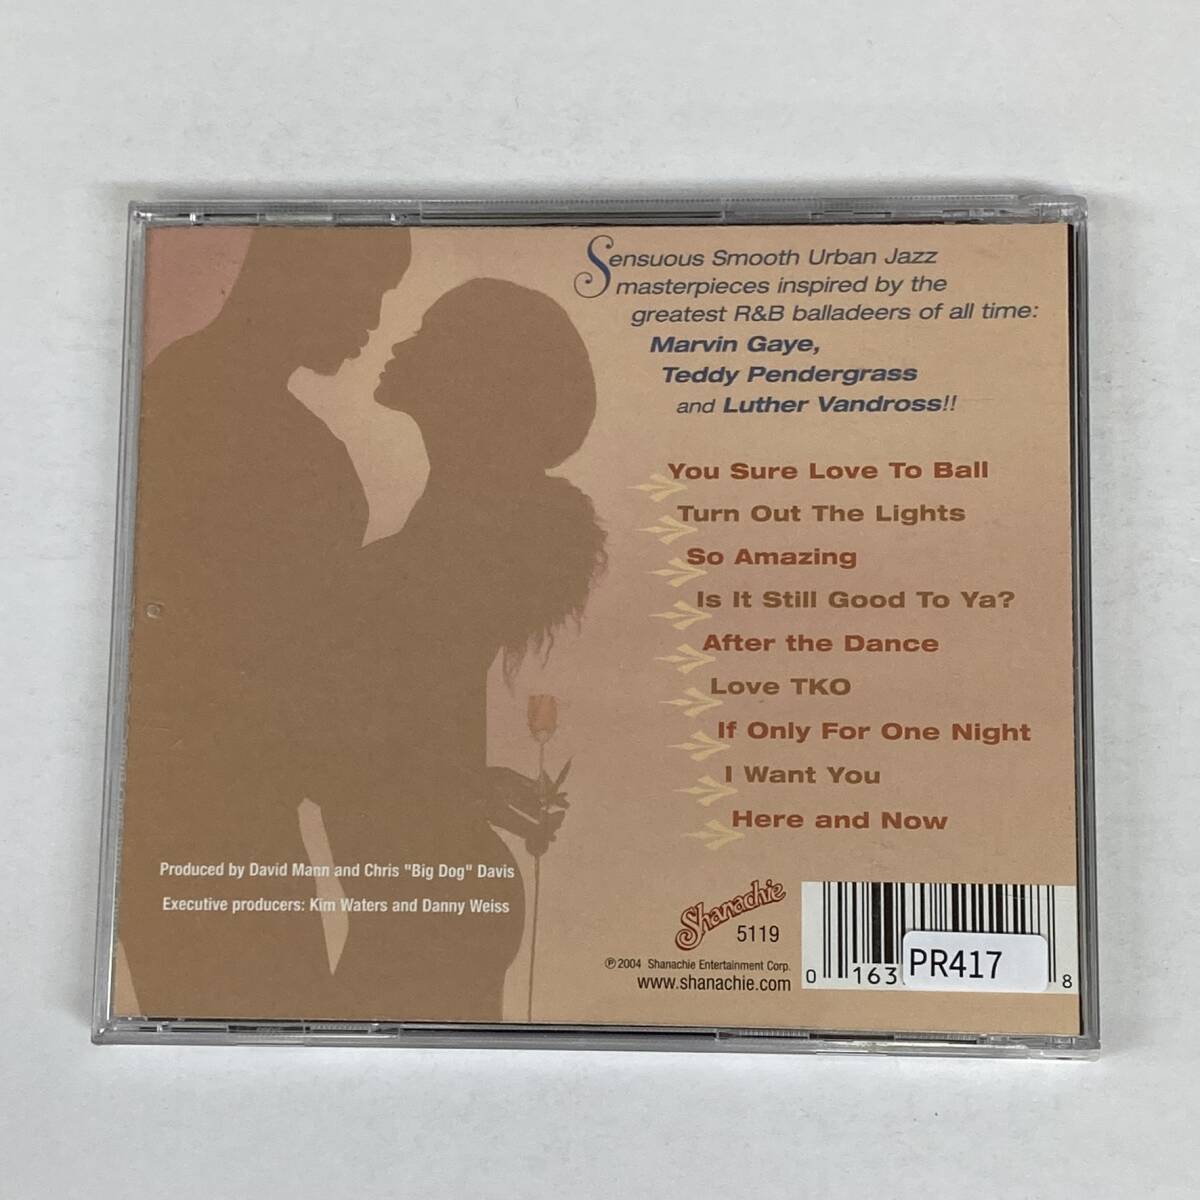 Sensuous Smooth Urban Jazz
masterpieces inspired by the
greatest R&B balladeers of all time:
Marvin Gaye,
Teddy Pendergrass
and Luther Vandross!!
You Sure Love To Ball
Turn Out The Lights
So Amazing
Is It Still Good To Ya?
After the Dance
Love TKO
If Only For One Night
I Want You
Here and Now
Produced by David Mann and Chris "Big Dog" Davis
Executive producers: Kim Waters and Danny Weiss
Shanachie
5119
℗2004 Shanachie Entertainment Corp.
www.shanachie.com
0 163 8
PR417